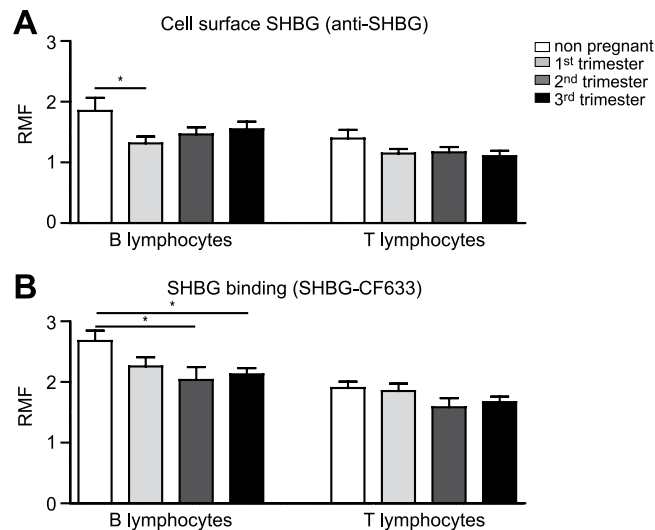 A
Cell surface SHBG (anti-SHBG)
non pregnant
1st trimester
2nd trimester
3rd trimester
*
RMF
3
2
1
0
B lymphocytes
T lymphocytes
B
SHBG binding (SHBG-CF633)
*
*
RMF
3
2
1
0
B lymphocytes
T lymphocytes